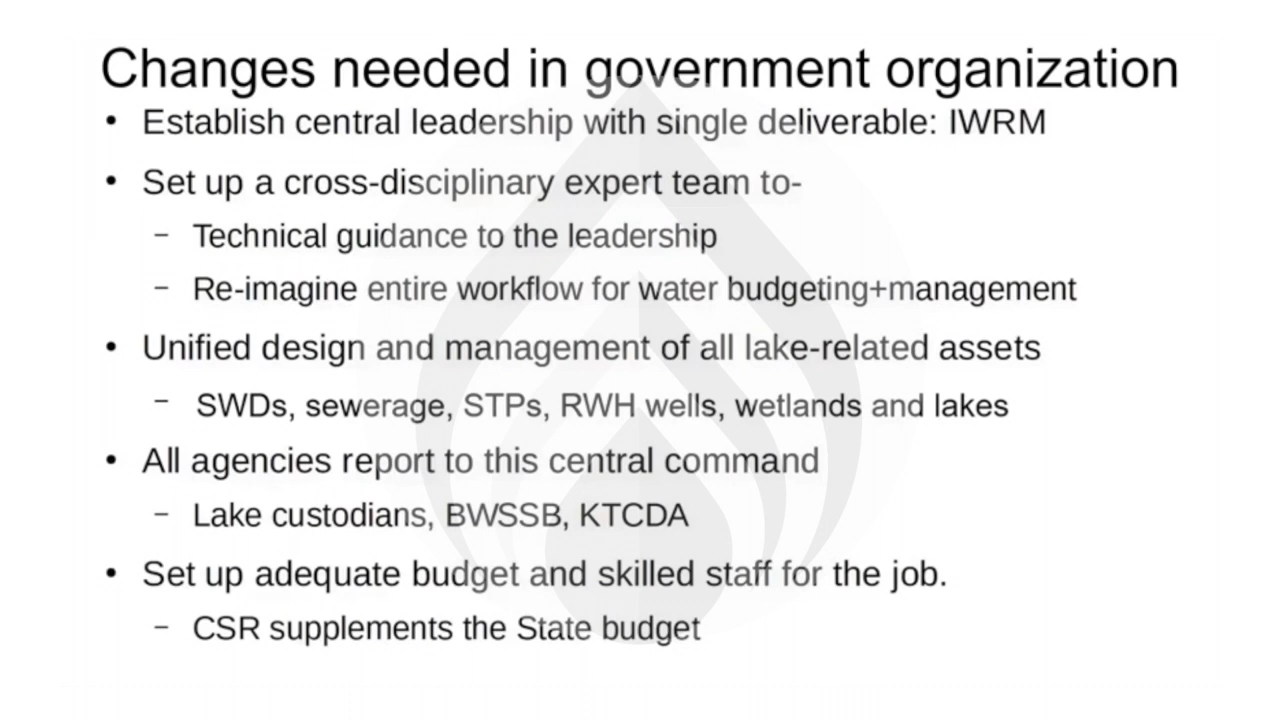 Changes needed in government organization
• Establish central leadership with single deliverable: IWRM
• Set up a cross-disciplinary expert team to-
– Technical guidance to the leadership
– Re-imagine entire workflow for water budgeting+management
• Unified design and management of all lake-related assets
– SWDs, sewerage, STPs, RWH wells, wetlands and lakes
• All agencies report to this central command
– Lake custodians, BWSSB, KTCDA
• Set up adequate budget and skilled staff for the job.
– CSR supplements the State budget